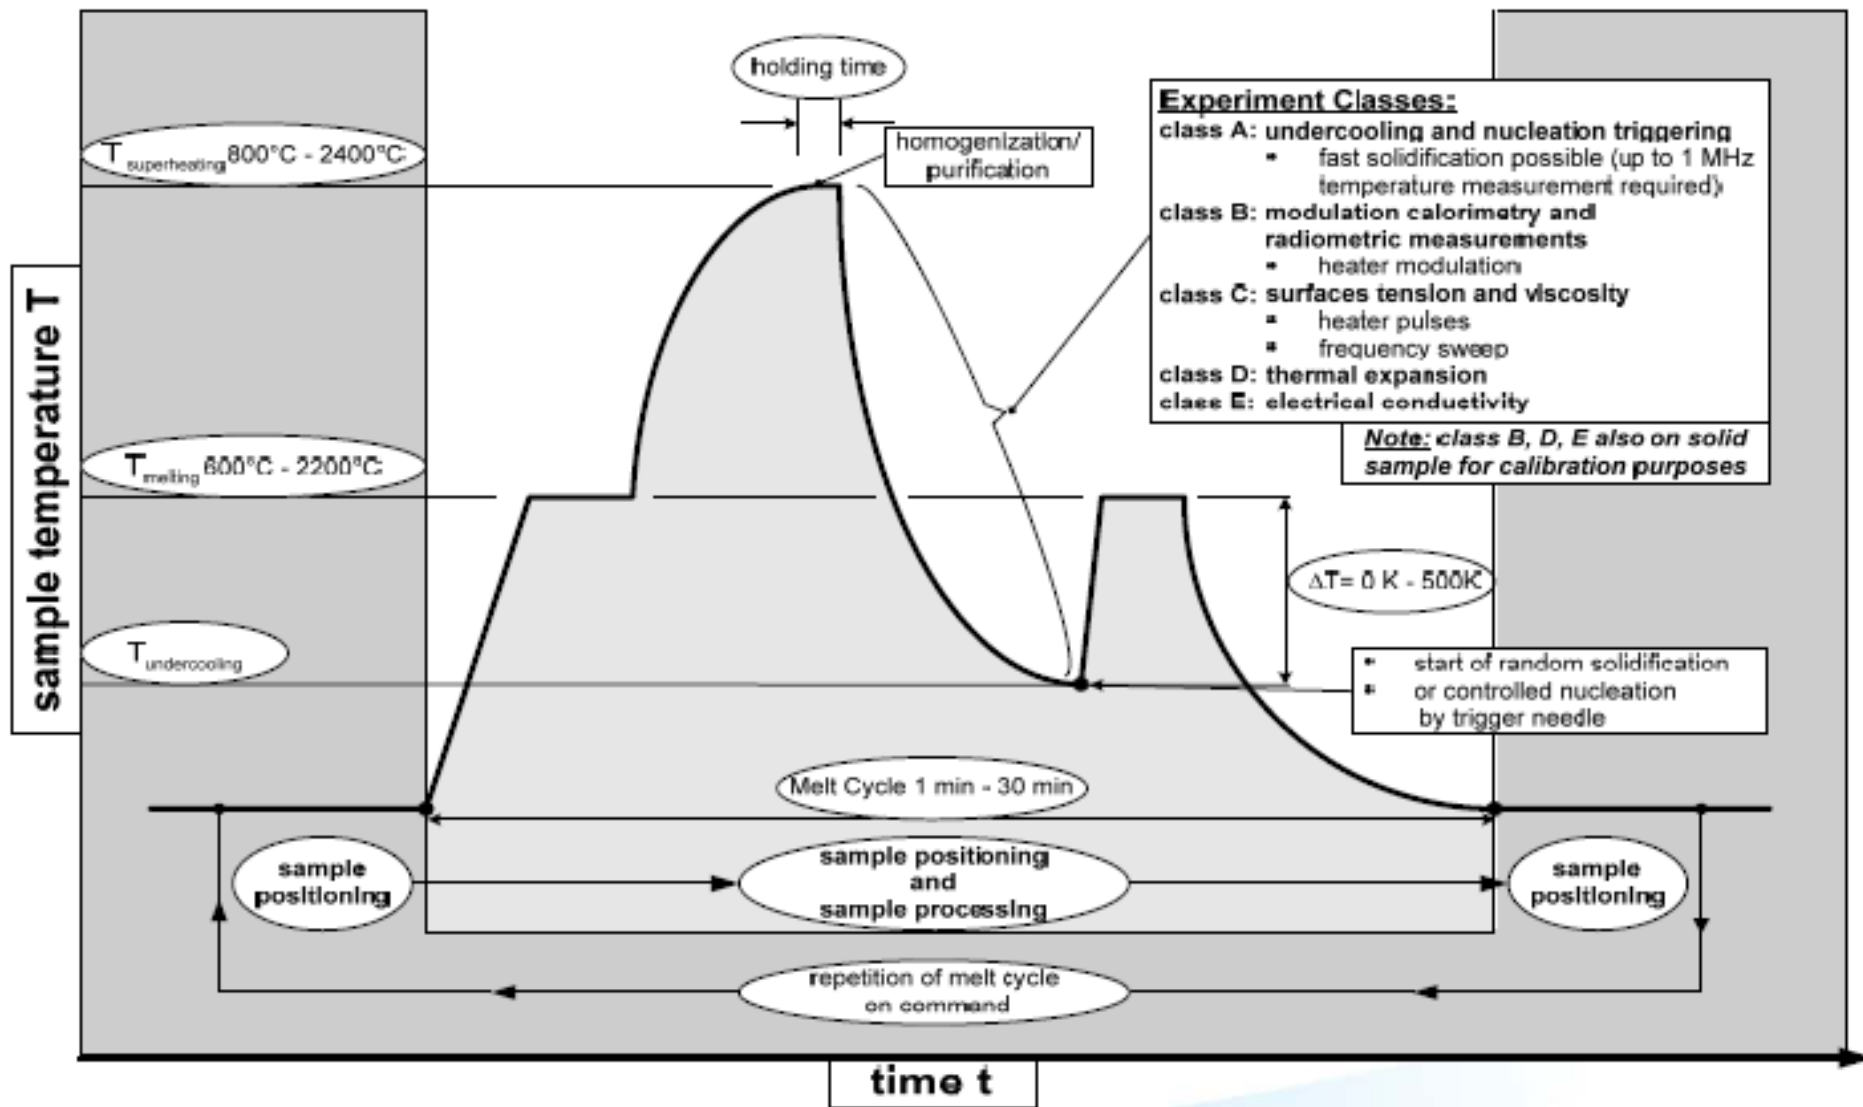 holding time
Experiment Classes:
class A: undercooling and nucleation triggering
▪ fast solidification possible (up to 1 MHz
temperature measurement required)
class B: modulation calorimetry and
radiometric measurements
▪ heater modulation
class C: surfaces tension and viscosity
▪ heater pulses
▪ frequency sweep
class D: thermal expansion
class E: electrical conductivity
Note: class B, D, E also on solid
sample for calibration purposes
homogenization/
purification
T superheating 800°C - 2400°C
T melting 600°C - 2200°C
T undercooling
sample temperature T
ΔT= 0 K - 500K
▪ start of random solidification
▪ or controlled nucleation
by trigger needle
Melt Cycle 1 min - 30 min
sample
positioning
sample positioning
and
sample processing
sample
positioning
repetition of melt cycle
on command
time t